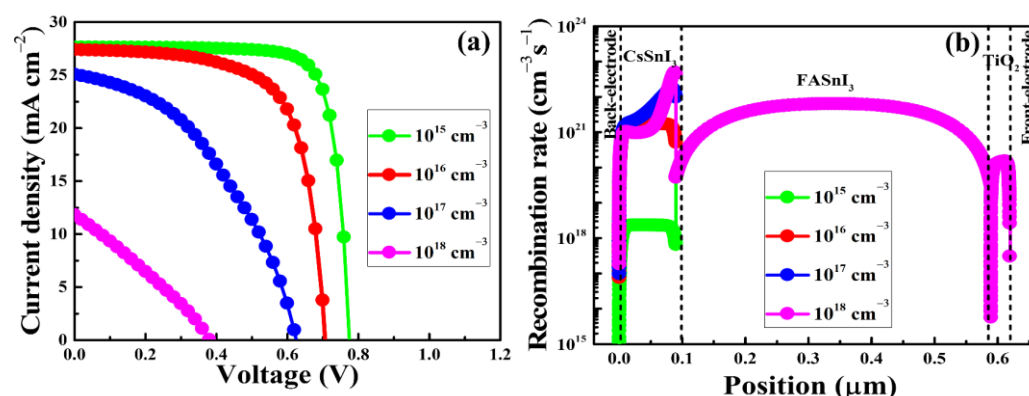 (a)
Current density (mA cm⁻²)
30
25
20
15
10
5
0
10¹⁵ cm⁻³
10¹⁶ cm⁻³
10¹⁷ cm⁻³
10¹⁸ cm⁻³
0.0 0.2 0.4 0.6 0.8 1.0 1.2
Voltage (V)
(b)
Recombination rate (cm⁻³ s⁻¹)
10²⁴
10²¹
10¹⁸
10¹⁵
Back-electrode
CsSnI₃
FASnI₃
TiO₂
10¹⁵ cm⁻³
10¹⁶ cm⁻³
10¹⁷ cm⁻³
10¹⁸ cm⁻³
0.0 0.1 0.2 0.3 0.4 0.5 0.6
Position (μm)